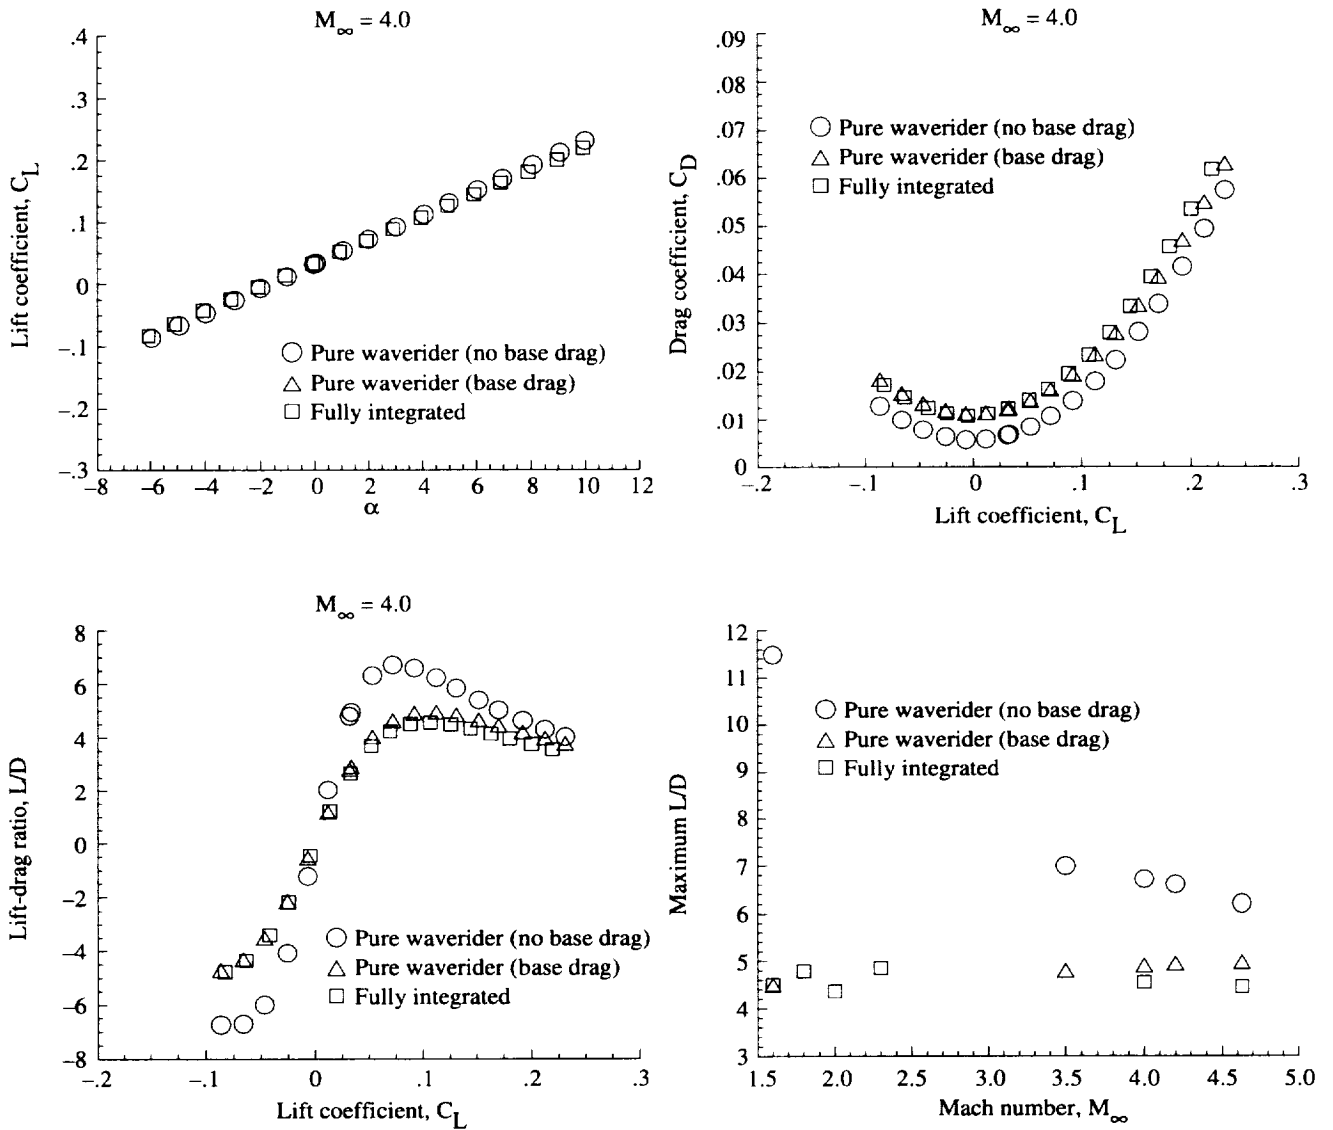 M∞ = 4.0
.4
.3
.2
.1
0
–.1
–.2
–.3
Lift coefficient, CL
Pure waverider (no base drag)
Pure waverider (base drag)
Fully integrated
–8 –6 –4 –2 0 2 4 6 8 10 12
α
M∞ = 4.0
.09
.08
.07
.06
.05
.04
.03
.02
.01
0
Drag coefficient, CD
Pure waverider (no base drag)
Pure waverider (base drag)
Fully integrated
–.2 –.1 0 .1 .2 .3
Lift coefficient, CL
M∞ = 4.0
8
6
4
2
0
–2
–4
–6
–8
Lift-drag ratio, L/D
Pure waverider (no base drag)
Pure waverider (base drag)
Fully integrated
–.2 –.1 0 .1 .2 .3
Lift coefficient, CL
12
11
10
9
8
7
6
5
4
3
Maximum L/D
Pure waverider (no base drag)
Pure waverider (base drag)
Fully integrated
1.5 2.0 2.5 3.0 3.5 4.0 4.5 5.0
Mach number, M∞